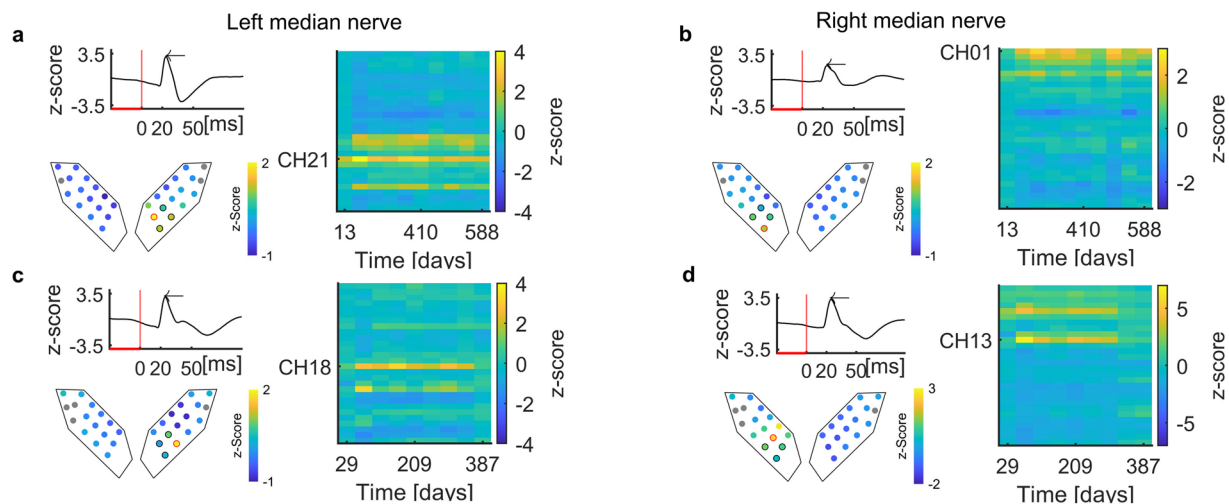 Left median nerve
Right median nerve
a
3.5
z-score
-3.5
0 20 50 [ms]
2
z-Score
-1
CH21
4
2
0
-2
-4
z-score
13 410 588
Time [days]
b
3.5
z-score
-3.5
0 20 50 [ms]
2
z-Score
-1
CH01
2
0
-2
z-score
13 410 588
Time [days]
c
3.5
z-score
-3.5
0 20 50 [ms]
2
z-Score
-1
CH18
4
2
0
-2
-4
z-score
29 209 387
Time [days]
d
3.5
z-score
-3.5
0 20 50 [ms]
3
z-Score
-2
CH13
5
0
-5
z-score
29 209 387
Time [days]